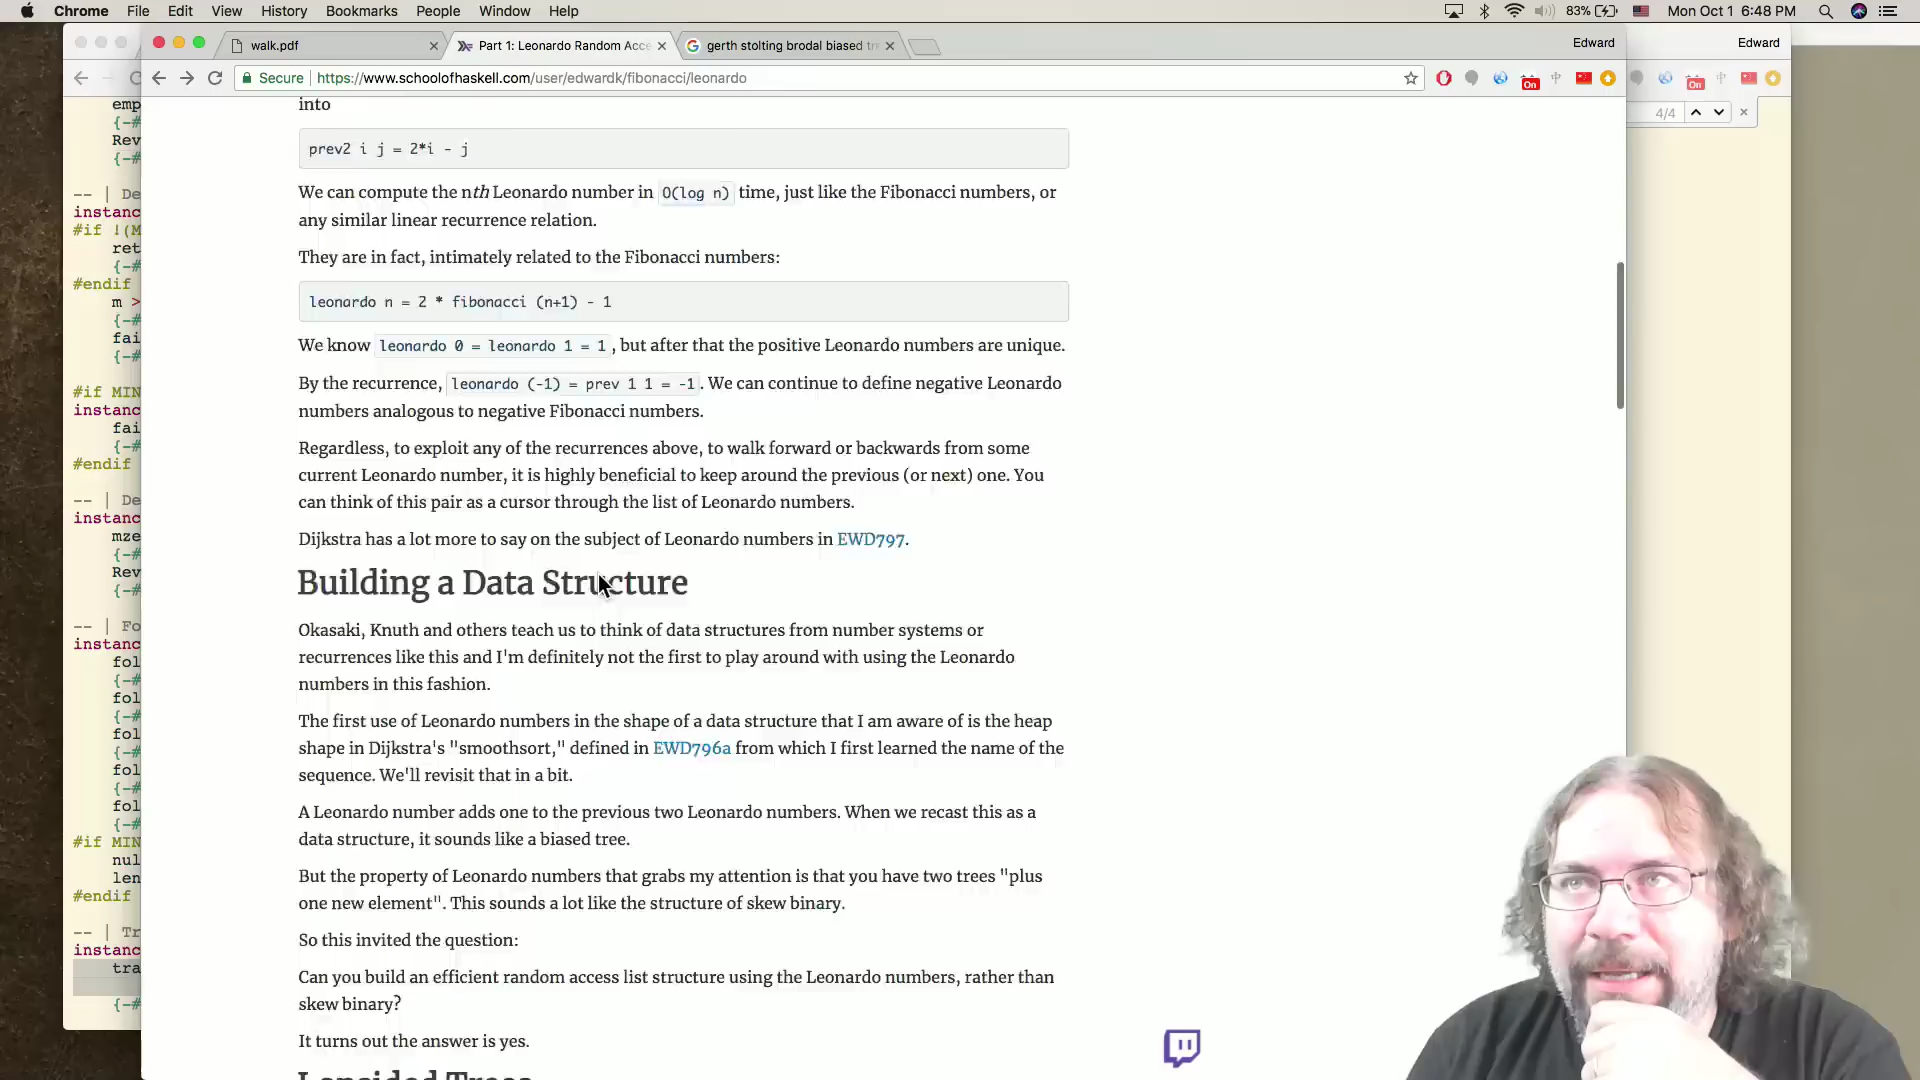 Chrome File Edit View History Bookmarks People Window Help 83% Mon Oct 1 6:48 PM
walk.pdf Part 1: Leonardo Random Acce gerth stolting brodal biased tr Edward Edward
Secure https://www.schoolofhaskell.com/user/edwardk/fibonacci/leonardo On On
4/4
into
prev2 i j = 2*i - j
We can compute the nth Leonardo number in O(log n) time, just like the Fibonacci numbers, or
any similar linear recurrence relation.
They are in fact, intimately related to the Fibonacci numbers:
leonardo n = 2 * fibonacci (n+1) - 1
We know leonardo 0 = leonardo 1 = 1, but after that the positive Leonardo numbers are unique.
By the recurrence, leonardo (-1) = prev 1 1 = -1. We can continue to define negative Leonardo
numbers analogous to negative Fibonacci numbers.
Regardless, to exploit any of the recurrences above, to walk forward or backwards from some
current Leonardo number, it is highly beneficial to keep around the previous (or next) one. You
can think of this pair as a cursor through the list of Leonardo numbers.
Dijkstra has a lot more to say on the subject of Leonardo numbers in EWD797.
Building a Data Structure
Okasaki, Knuth and others teach us to think of data structures from number systems or
recurrences like this and I'm definitely not the first to play around with using the Leonardo
numbers in this fashion.
The first use of Leonardo numbers in the shape of a data structure that I am aware of is the heap
shape in Dijkstra's "smoothsort," defined in EWD796a from which I first learned the name of the
sequence. We'll revisit that in a bit.
A Leonardo number adds one to the previous two Leonardo numbers. When we recast this as a
data structure, it sounds like a biased tree.
But the property of Leonardo numbers that grabs my attention is that you have two trees "plus
one new element". This sounds a lot like the structure of skew binary.
So this invited the question:
Can you build an efficient random access list structure using the Leonardo numbers, rather than
skew binary?
It turns out the answer is yes.
Lopsided Trees
emp
{-#
Rev
{-#
-- | De
instanc
#if !(M
ret
{-#
#endif
m >
{-#
fai
{-#
#if MIN
instanc
fai
{-#
#endif
-- | De
instanc
mze
{-#
Rev
{-#
-- | Fo
instanc
fol
{-#
fol
{-#
fol
{-#
fol
{-#
fol
{-#
#if MIN
nul
len
#endif
-- | Tr
instanc
tra
{-#